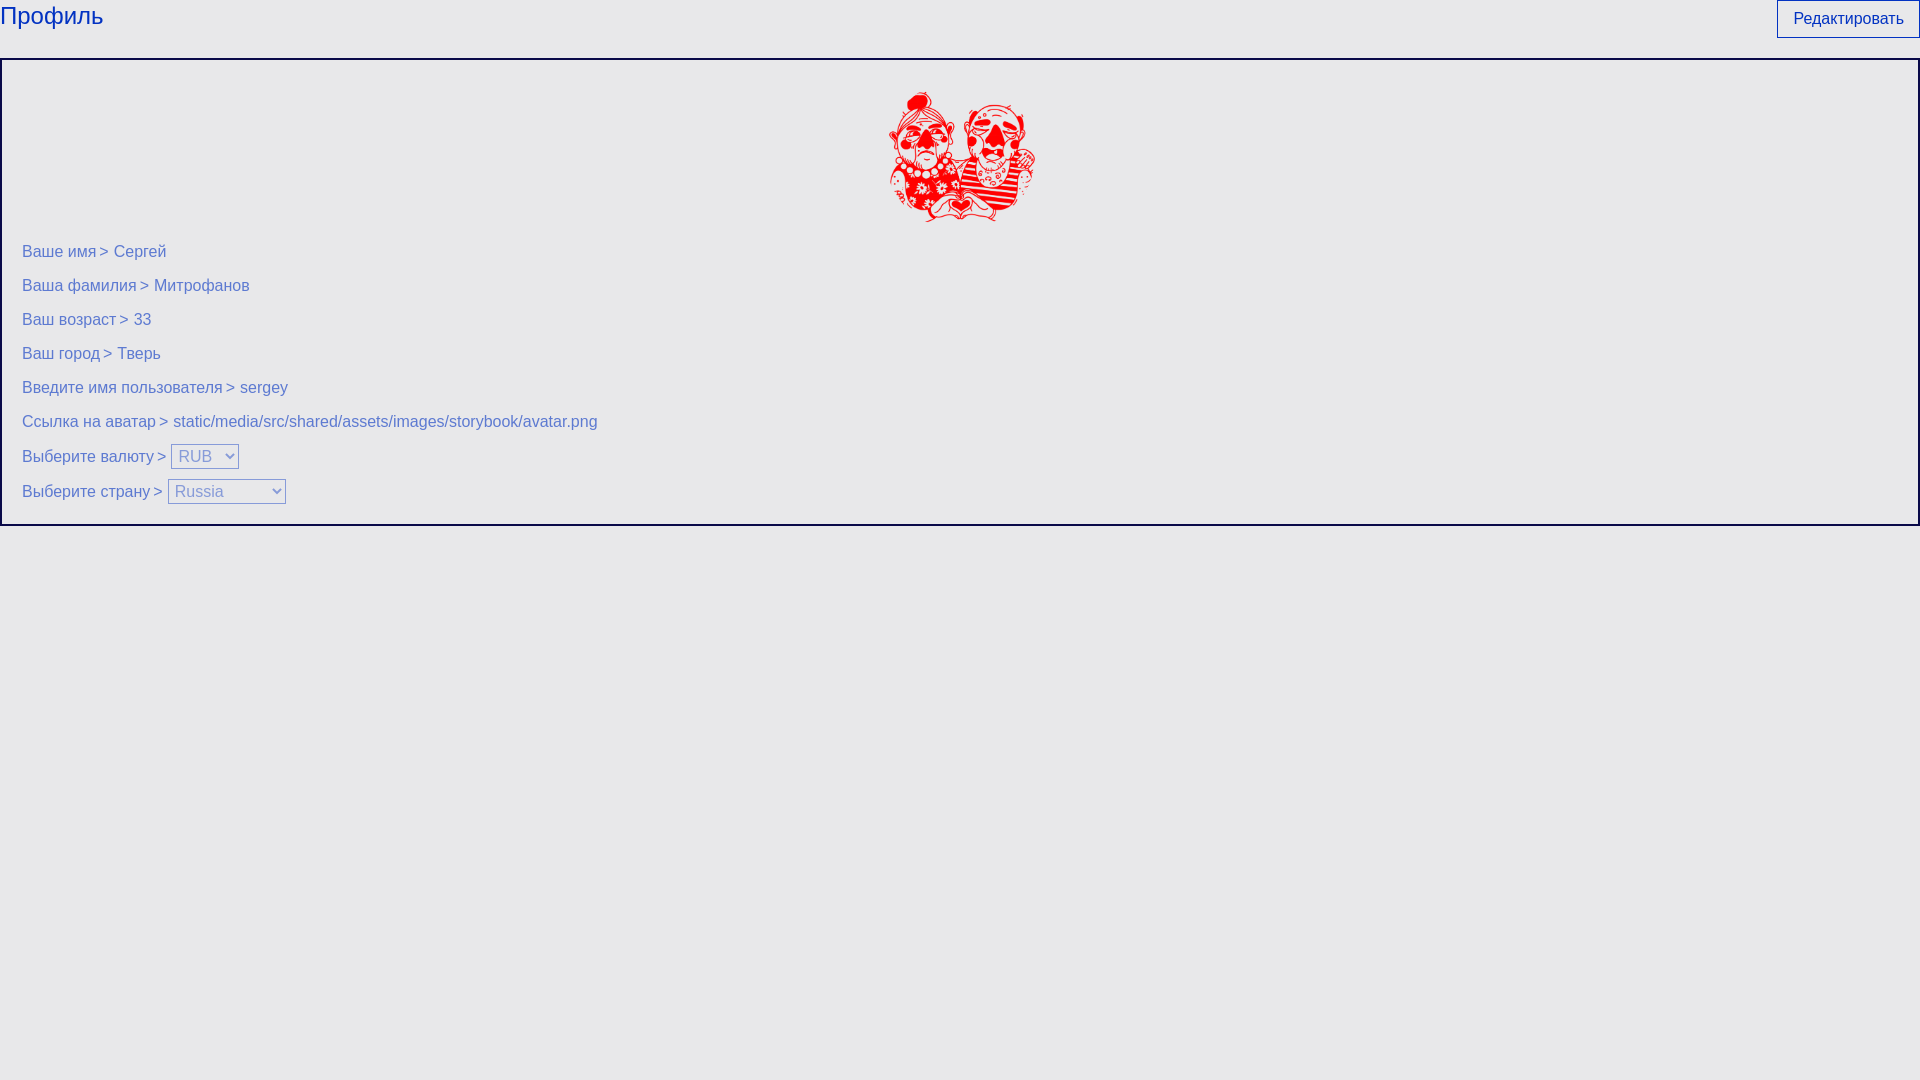 Профиль
Редактировать
Ваше имя > Сергей
Ваша фамилия > Митрофанов
Ваш возраст > 33
Ваш город > Тверь
Введите имя пользователя > sergey
Ссылка на аватар > static/media/src/shared/assets/images/storybook/avatar.png
Выберите валюту > RUB
Выберите страну > Russia